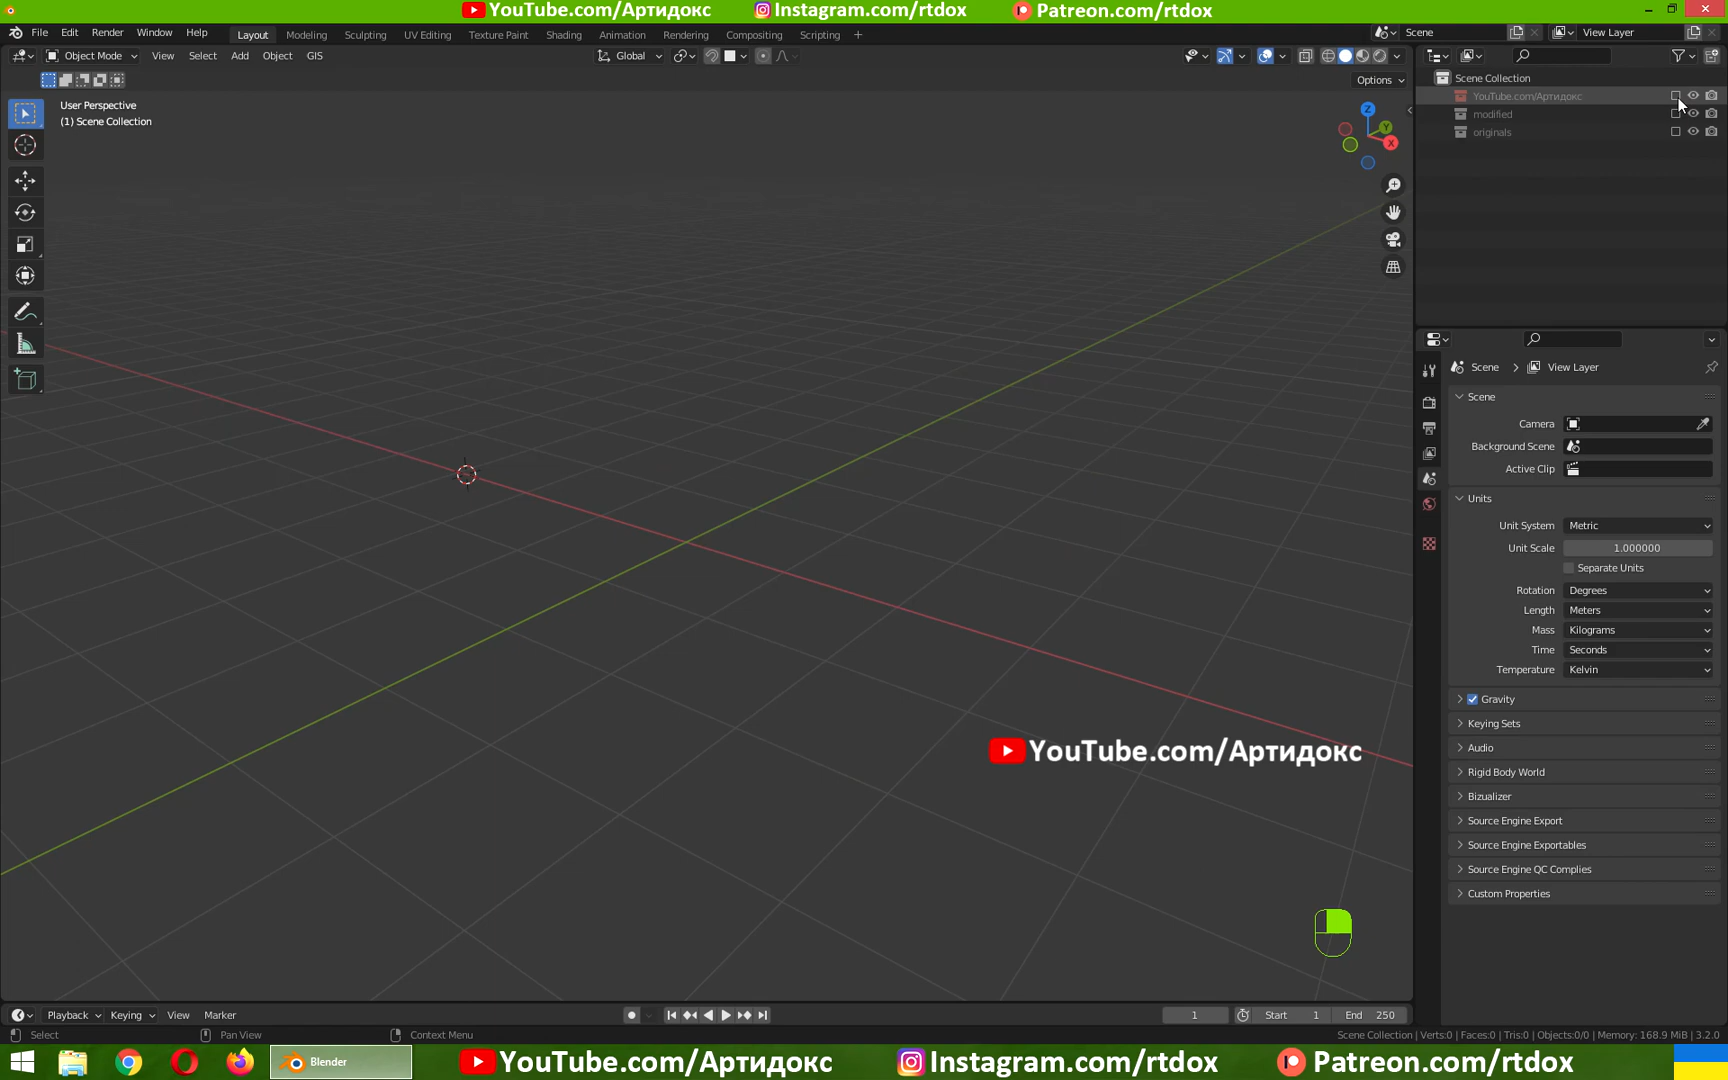 YouTube.com/Артидокс Instagram.com/rtdox Patreon.com/rtdox
File Edit Render Window Help Layout Modeling Sculpting UV Editing Texture Paint Shading Animation Rendering Compositing Scripting + Scene View Layer
Object Mode View Select Add Object GIS Global
Options
User Perspective
(1) Scene Collection
Z
Y
X
Scene Collection
YouTube.com/Артидокс
modified
originals
Scene > View Layer
Scene
Camera
Background Scene
Active Clip
Units
Unit System Metric
Unit Scale 1.000000
Separate Units
Rotation Degrees
Length Meters
Mass Kilograms
Time Seconds
Temperature Kelvin
Gravity
Keying Sets
Audio
Rigid Body World
Bizualizer
Source Engine Export
Source Engine Exportables
Source Engine QC Complies
Custom Properties
YouTube.com/Артидокс
Playback Keying View Marker 1 Start 1 End 250
Select Pan View Context Menu Scene Collection | Verts:0 | Faces:0 | Tris:0 | Objects:0/0 | Memory: 168.9 MiB | 3.2.0
Blender YouTube.com/Артидокс Instagram.com/rtdox Patreon.com/rtdox